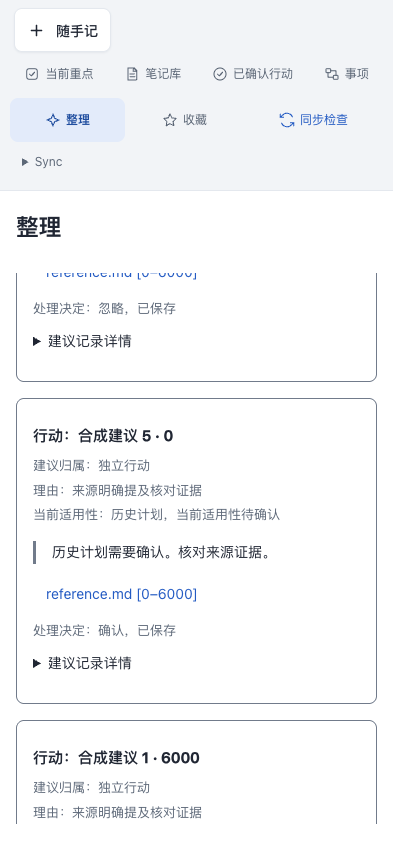 随手记
当前重点 笔记库 已确认行动 事项
整理 收藏 同步检查
Sync
整理
reference.md [0–6000]
处理决定：忽略，已保存
建议记录详情
行动：合成建议 5 · 0
建议归属：独立行动
理由：来源明确提及核对证据
当前适用性：历史计划，当前适用性待确认
历史计划需要确认。核对来源证据。
reference.md [0–6000]
处理决定：确认，已保存
建议记录详情
行动：合成建议 1 · 6000
建议归属：独立行动
理由：来源明确提及核对证据